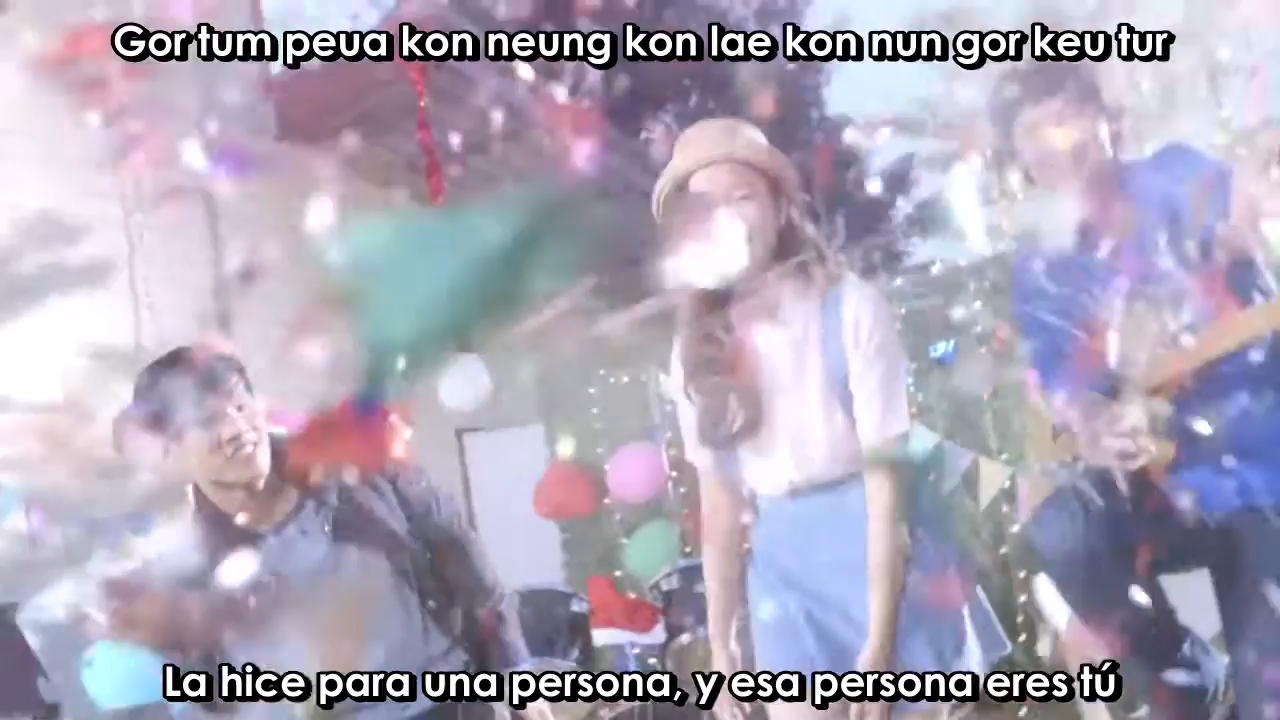 Gor tum peua kon neung kon lae kon nun gor keu tur
La hice para una persona, y esa persona eres tú